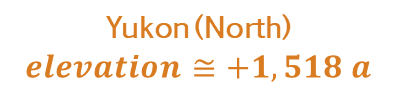 Yukon (North)
elevation ≅ +1, 518 a